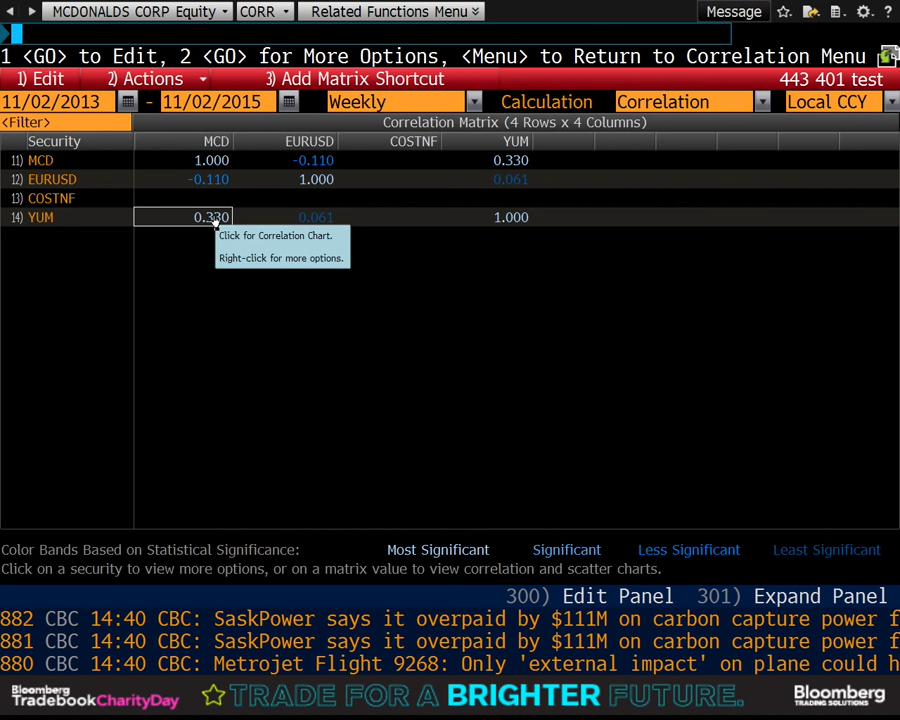 MCDONALDS CORP Equity CORR Related Functions Menu Message ?
1 <GO> to Edit, 2 <GO> for More Options, <Menu> to Return to Correlation Menu
1) Edit 2) Actions 3) Add Matrix Shortcut 443 401 test
11/02/2013 - 11/02/2015 Weekly Calculation Correlation Local CCY
<Filter> Correlation Matrix (4 Rows x 4 Columns)
Security MCD EURUSD COSTNF YUM
11) MCD 1.000 -0.110 0.330
12) EURUSD -0.110 1.000 0.061
13) COSTNF
14) YUM 0.330 0.061 1.000
Click for Correlation Chart.
Right-click for more options.
Color Bands Based on Statistical Significance: Most Significant Significant Less Significant Least Significant
Click on a security to view more options, or on a matrix value to view correlation and scatter charts.
300) Edit Panel 301) Expand Panel
882 CBC 14:40 CBC: SaskPower says it overpaid by $111M on carbon capture power f
881 CBC 14:40 CBC: SaskPower says it overpaid by $111M on carbon capture power f
880 CBC 14:40 CBC: Metrojet Flight 9268: Only 'external impact' on plane could h
Bloomberg
TradebookCharityDay
TRADE FOR A BRIGHTER FUTURE.
Bloomberg
TRADING SOLUTIONS